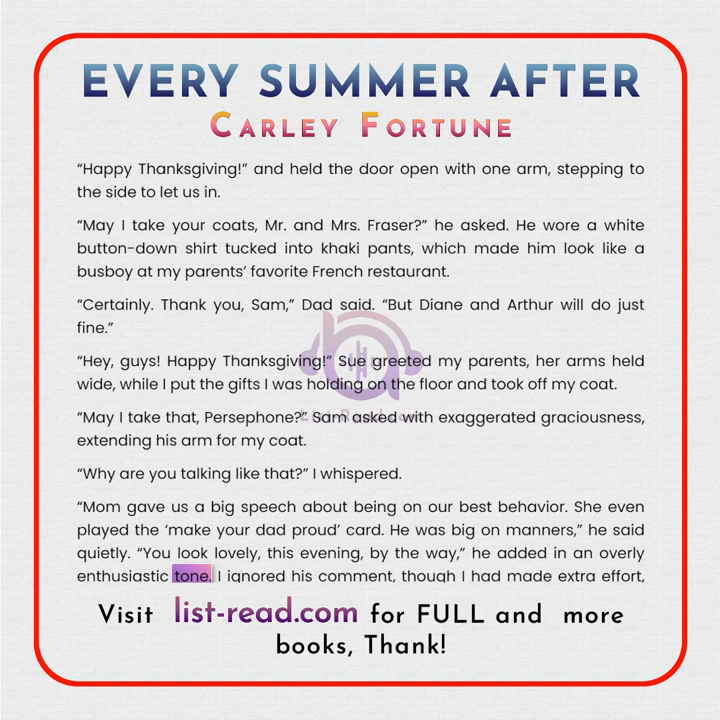 EVERY SUMMER AFTER
CARLEY FORTUNE
“Happy Thanksgiving!” and held the door open with one arm, stepping to
the side to let us in.
“May I take your coats, Mr. and Mrs. Fraser?” he asked. He wore a white
button-down shirt tucked into khaki pants, which made him look like a
busboy at my parents’ favorite French restaurant.
“Certainly. Thank you, Sam,” Dad said. “But Diane and Arthur will do just
fine.”
“Hey, guys! Happy Thanksgiving!” Sue greeted my parents, her arms held
wide, while I put the gifts I was holding on the floor and took off my coat.
“May I take that, Persephone?” Sam asked with exaggerated graciousness,
extending his arm for my coat.
“Why are you talking like that?” I whispered.
“Mom gave us a big speech about being on our best behavior. She even
played the ‘make your dad proud’ card. He was big on manners,” he said
quietly. “You look lovely, this evening, by the way,” he added in an overly
enthusiastic tone. I ignored his comment, though I had made extra effort,
Visit list-read.com for FULL and more
books, Thank!